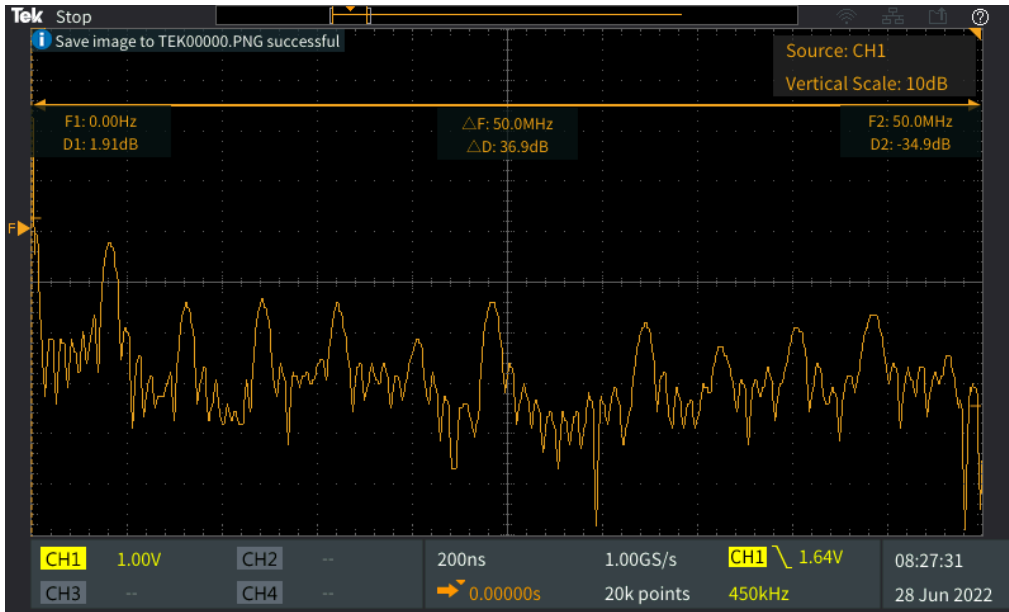 Tek Stop
i Save image to TEK00000.PNG successful
Source: CH1
Vertical Scale: 10dB
F1: 0.00Hz
D1: 1.91dB
△F: 50.0MHz
△D: 36.9dB
F2: 50.0MHz
D2: -34.9dB
F
CH1 1.00V CH2 -- 200ns 1.00GS/s CH1 1.64V 08:27:31
CH3 -- CH4 -- 0.00000s 20k points 450kHz 28 Jun 2022